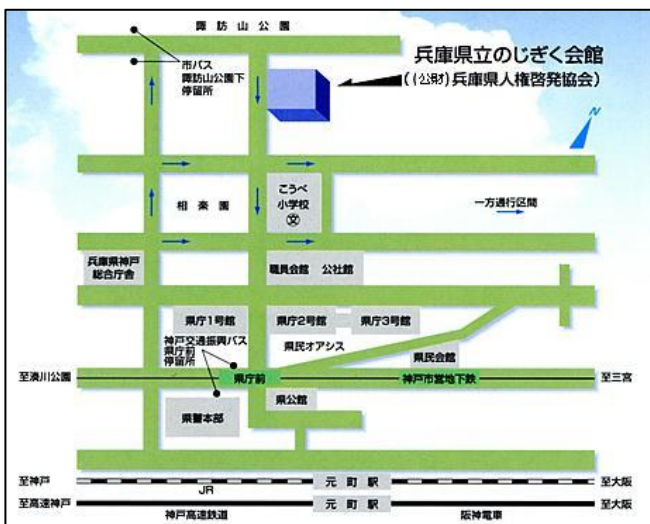 諏訪山公園
市バス
諏訪山公園下
停留所
兵庫県立のじぎく会館
((公財)兵庫県人権啓発協会)
N
こうべ
小学校
文
相楽園
一方通行区間
兵庫県神戸
総合庁舎
職員会館 公社館
県庁1号館
県庁2号館
県庁3号館
神戸交通振興バス
県庁前
停留所
県民オアシス
県民会館
至湊川公園
県庁前
神戸市営地下鉄
至三宮
県公館
県警本部
至神戸
JR
元町駅
至大阪
至高速神戸
神戸高速鉄道
元町駅
阪神電車
至大阪